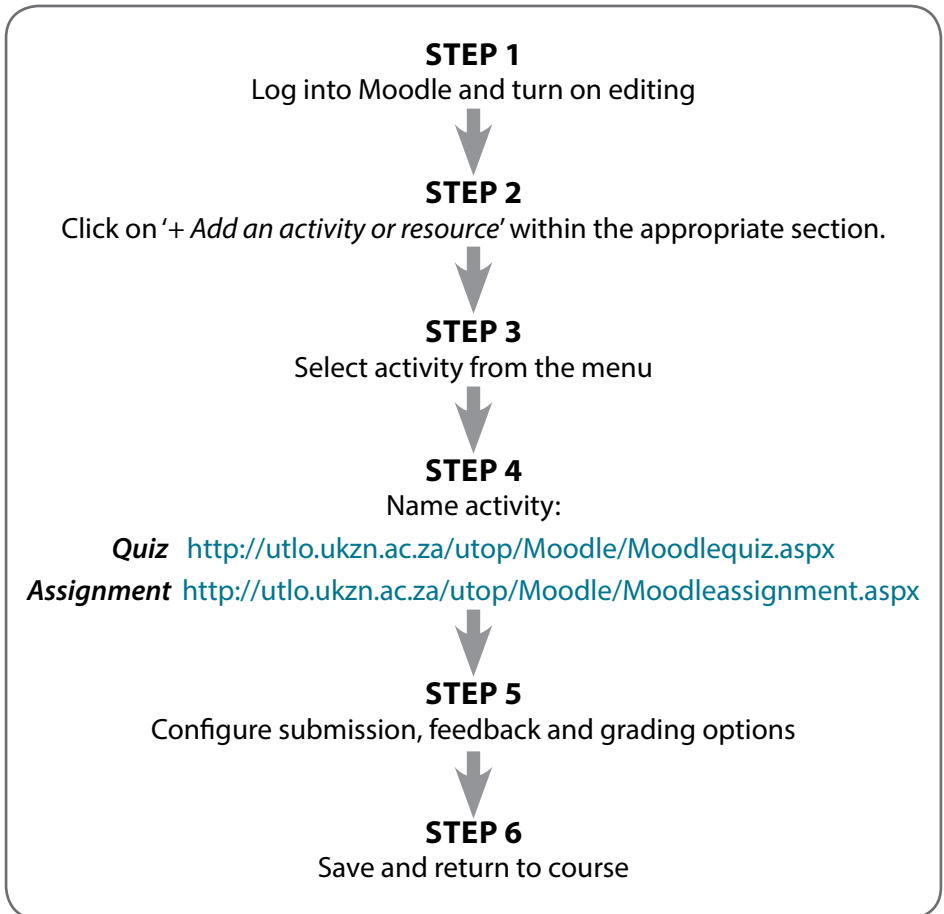 STEP 1
Log into Moodle and turn on editing
STEP 2
Click on ‘+ Add an activity or resource’ within the appropriate section.
STEP 3
Select activity from the menu
STEP 4
Name activity:
Quiz http://utlo.ukzn.ac.za/utop/Moodle/Moodlequiz.aspx
Assignment http://utlo.ukzn.ac.za/utop/Moodle/Moodleassignment.aspx
STEP 5
Configure submission, feedback and grading options
STEP 6
Save and return to course